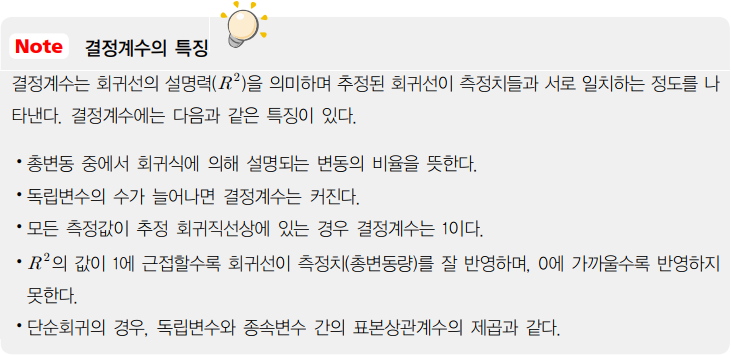 Note 결정계수의 특징
결정계수는 회귀선의 설명력(R²)을 의미하며 추정된 회귀선이 측정치들과 서로 일치하는 정도를 나
타낸다. 결정계수에는 다음과 같은 특징이 있다.
• 총변동 중에서 회귀식에 의해 설명되는 변동의 비율을 뜻한다.
• 독립변수의 수가 늘어나면 결정계수는 커진다.
• 모든 측정값이 추정 회귀직선상에 있는 경우 결정계수는 1이다.
• R²의 값이 1에 근접할수록 회귀선이 측정치(총변동량)를 잘 반영하며, 0에 가까울수록 반영하지
못한다.
• 단순회귀의 경우, 독립변수와 종속변수 간의 표본상관계수의 제곱과 같다.